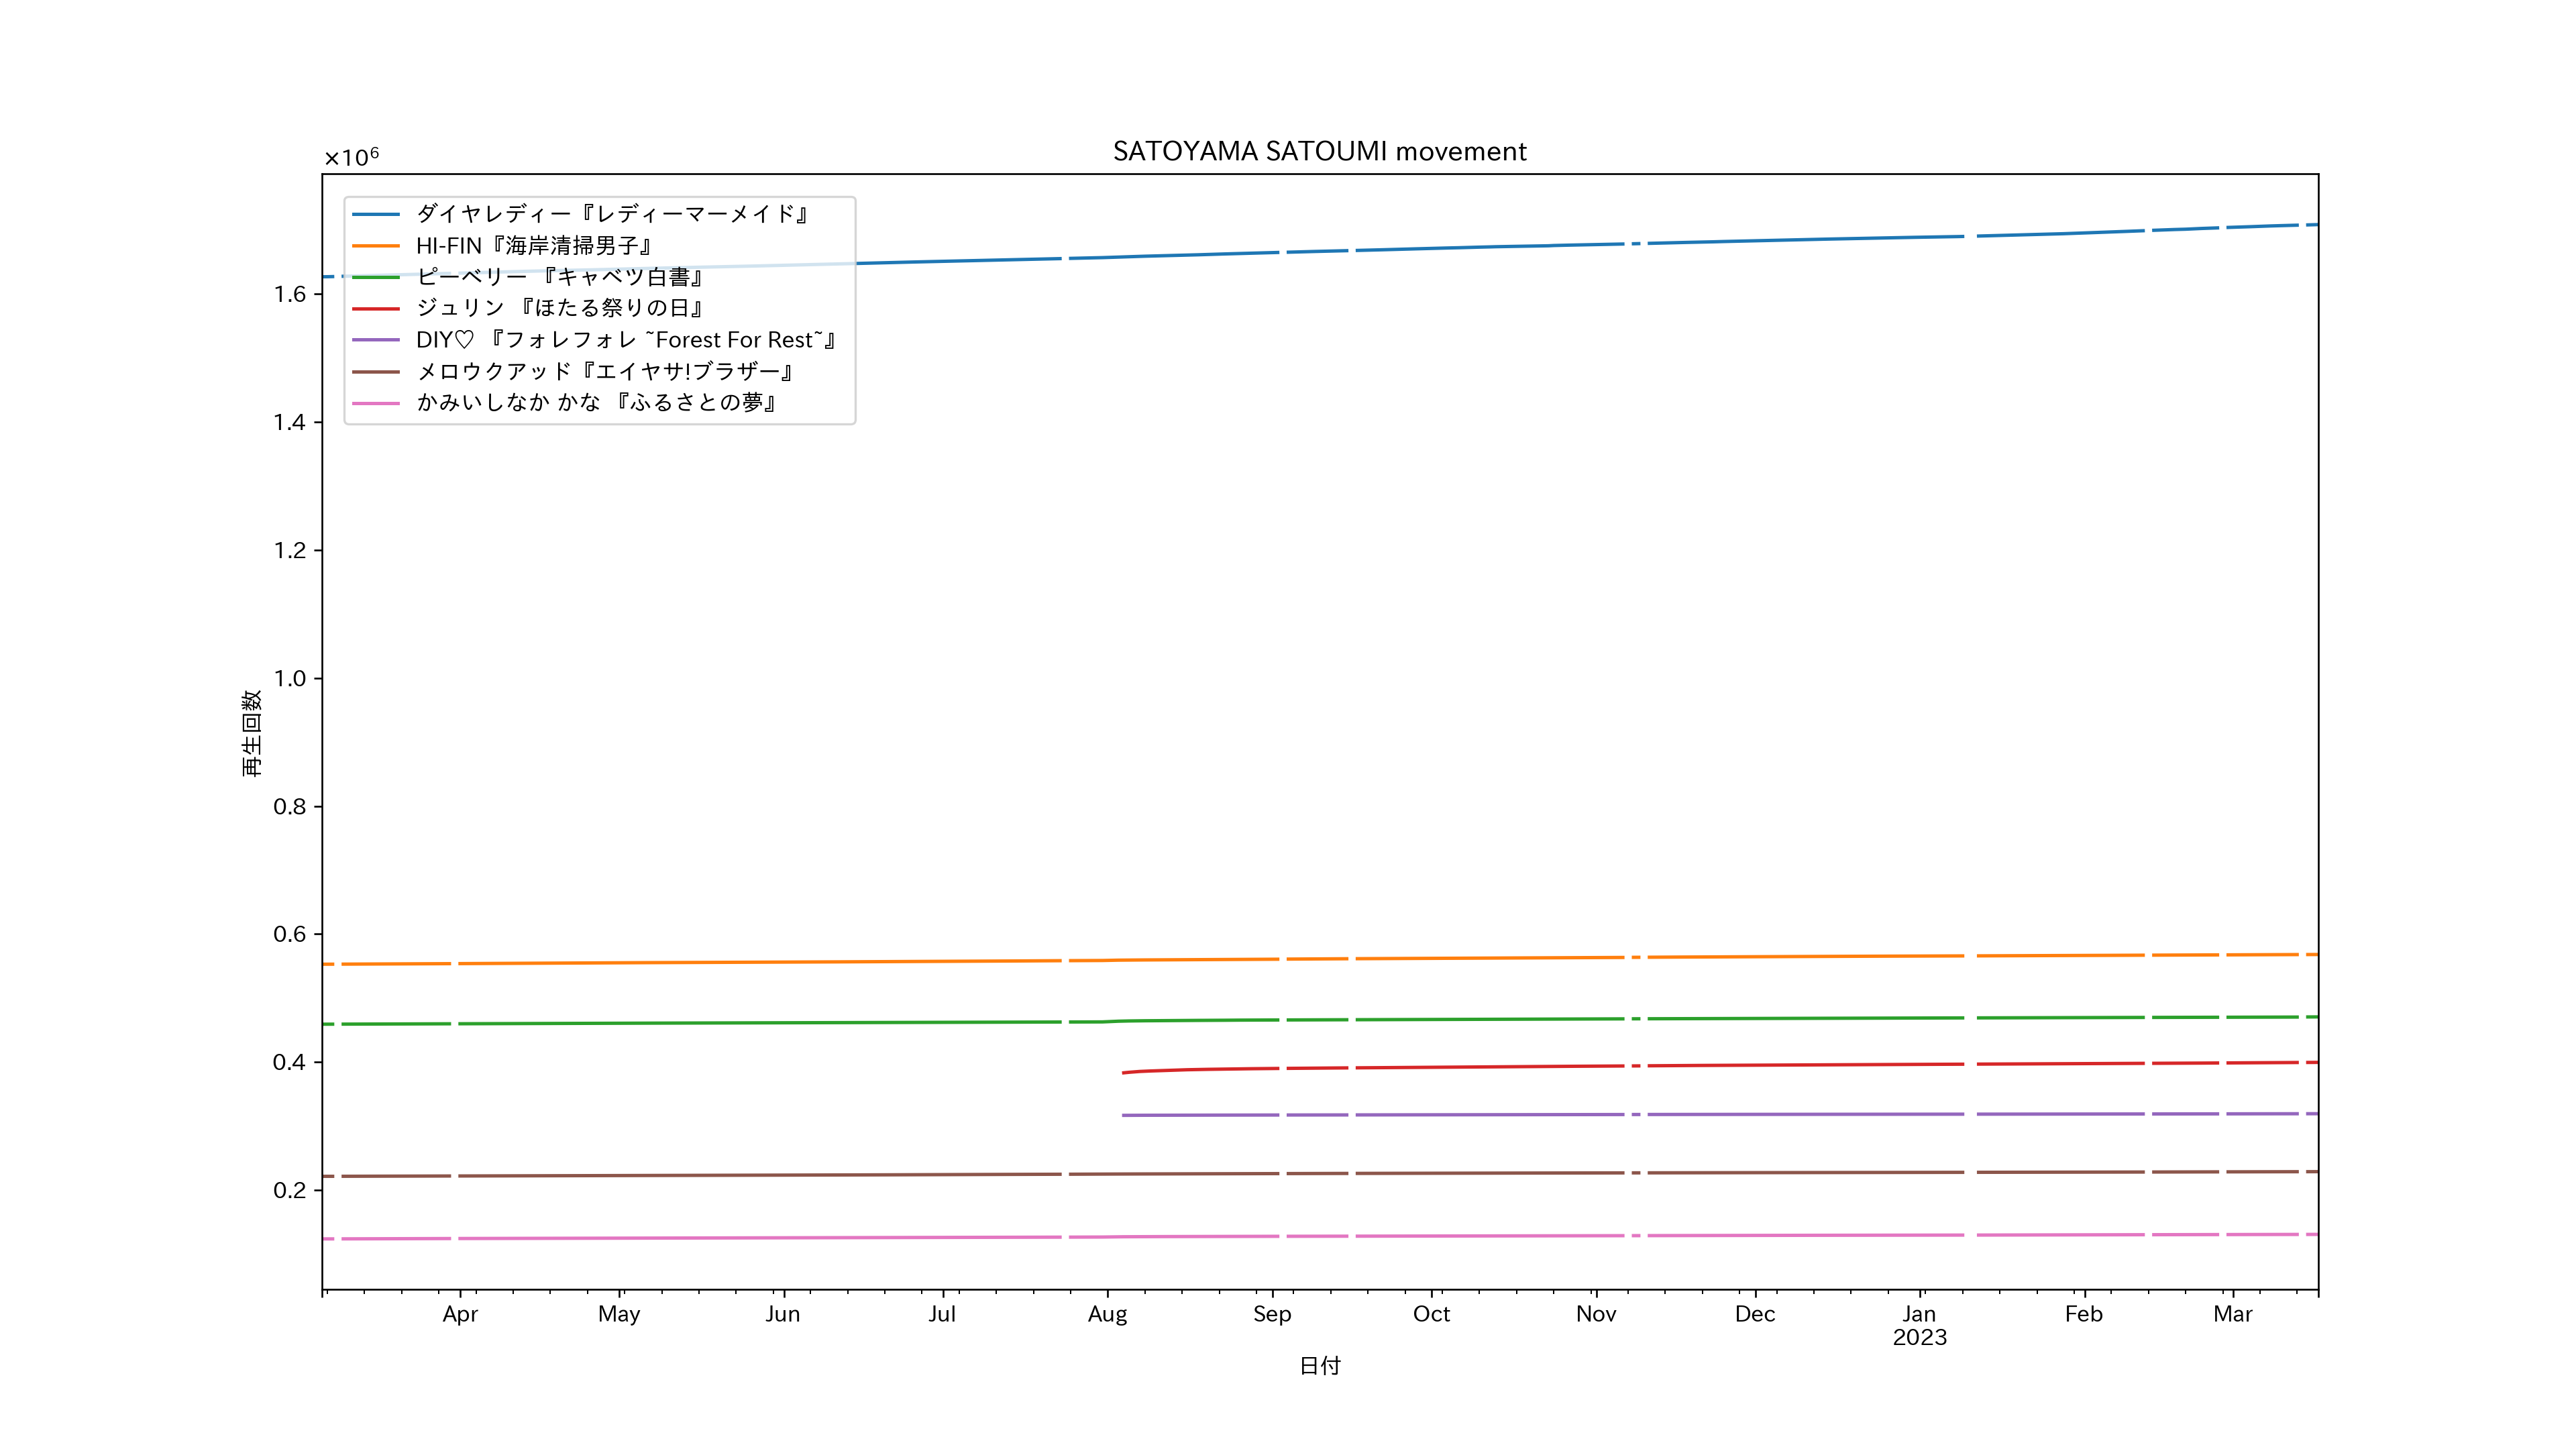 SATOYAMA SATOUMI movement
×10⁶
ダイヤレディー『レディーマーメイド』
HI-FIN『海岸清掃男子』
ピーベリー 『キャベツ白書』
ジュリン 『ほたる祭りの日』
DIY♡ 『フォレフォレ ~Forest For Rest~』
メロウクアッド『エイヤサ!ブラザー』
かみいしなか かな 『ふるさとの夢』
1.6
1.4
1.2
1.0
0.8
0.6
0.4
0.2
再生回数
Apr May Jun Jul Aug Sep Oct Nov Dec Jan Feb Mar
2023
日付